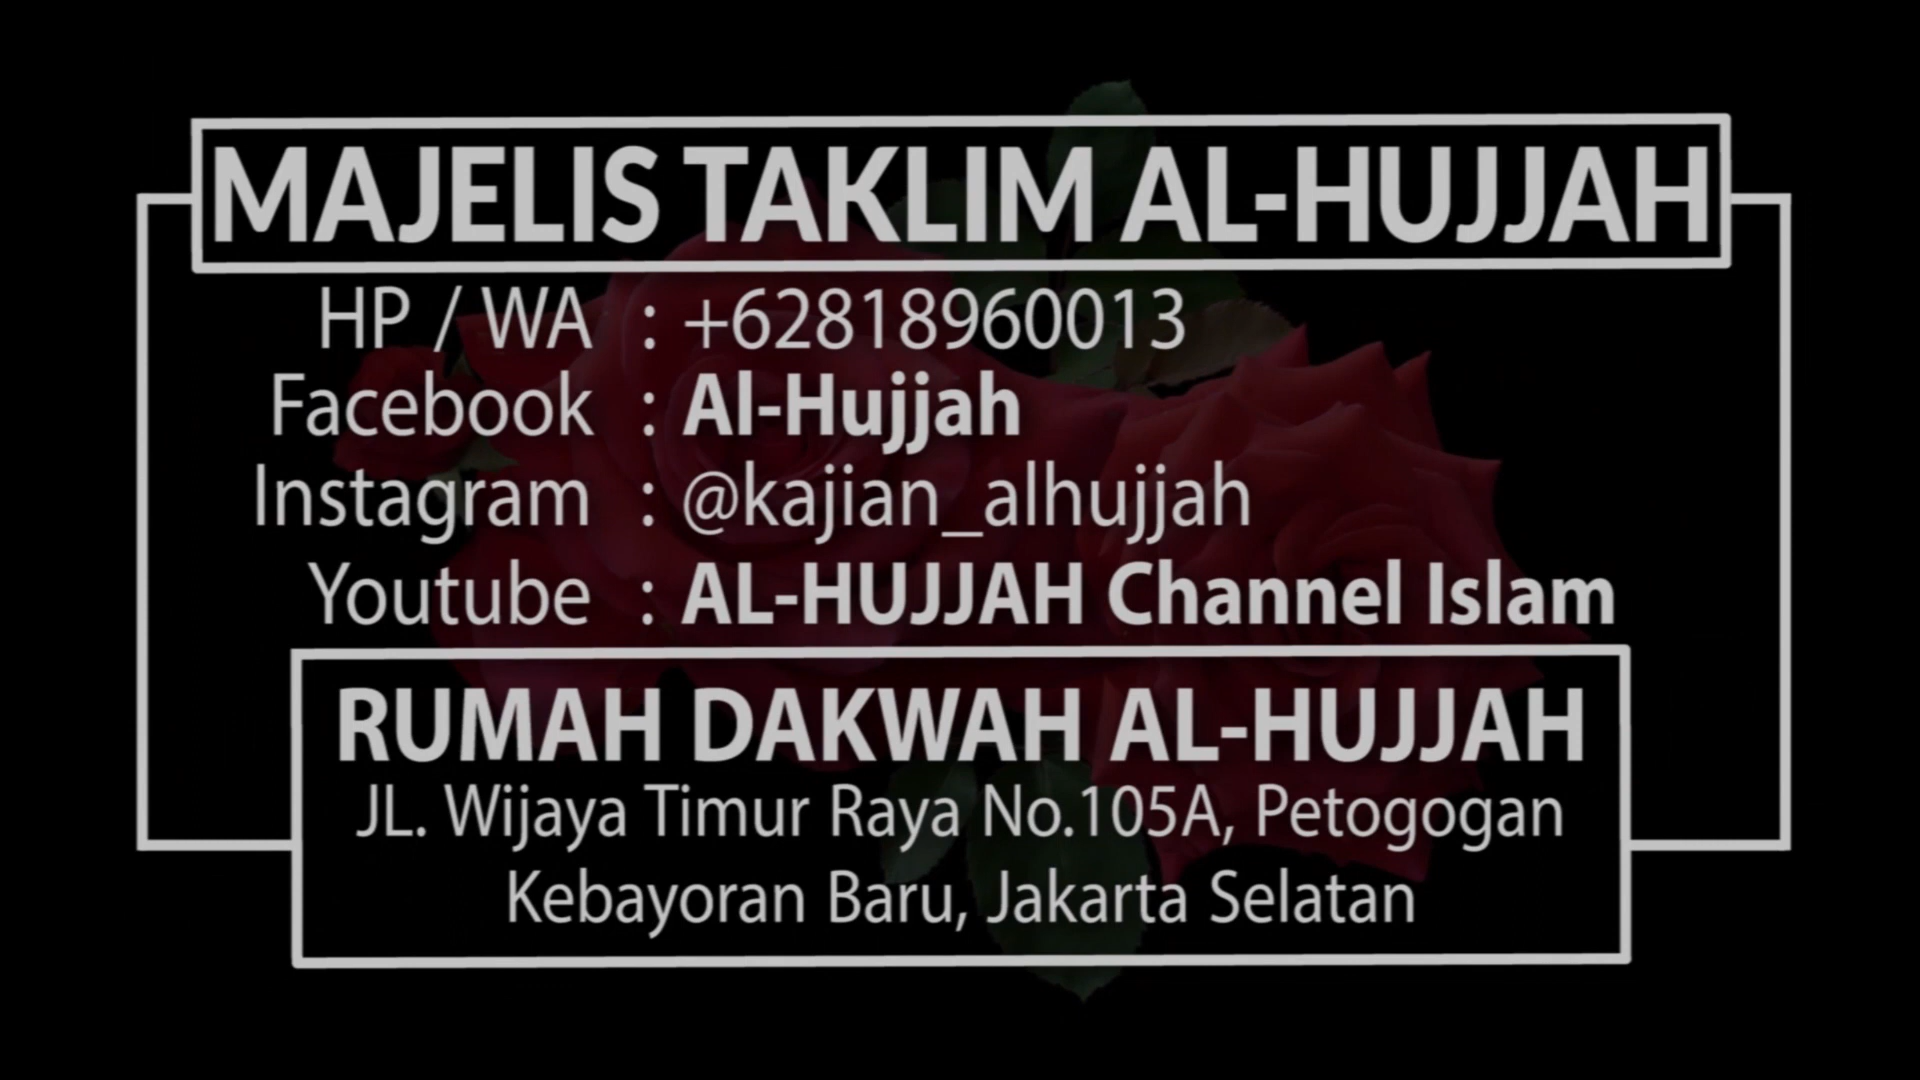 MAJELIS TAKLIM AL-HUJJAH
HP / WA : +62818960013
Facebook : Al-Hujjah
Instagram : @kajian_alhujjah
Youtube : AL-HUJJAH Channel Islam
RUMAH DAKWAH AL-HUJJAH
JL. Wijaya Timur Raya No.105A, Petogogan
Kebayoran Baru, Jakarta Selatan